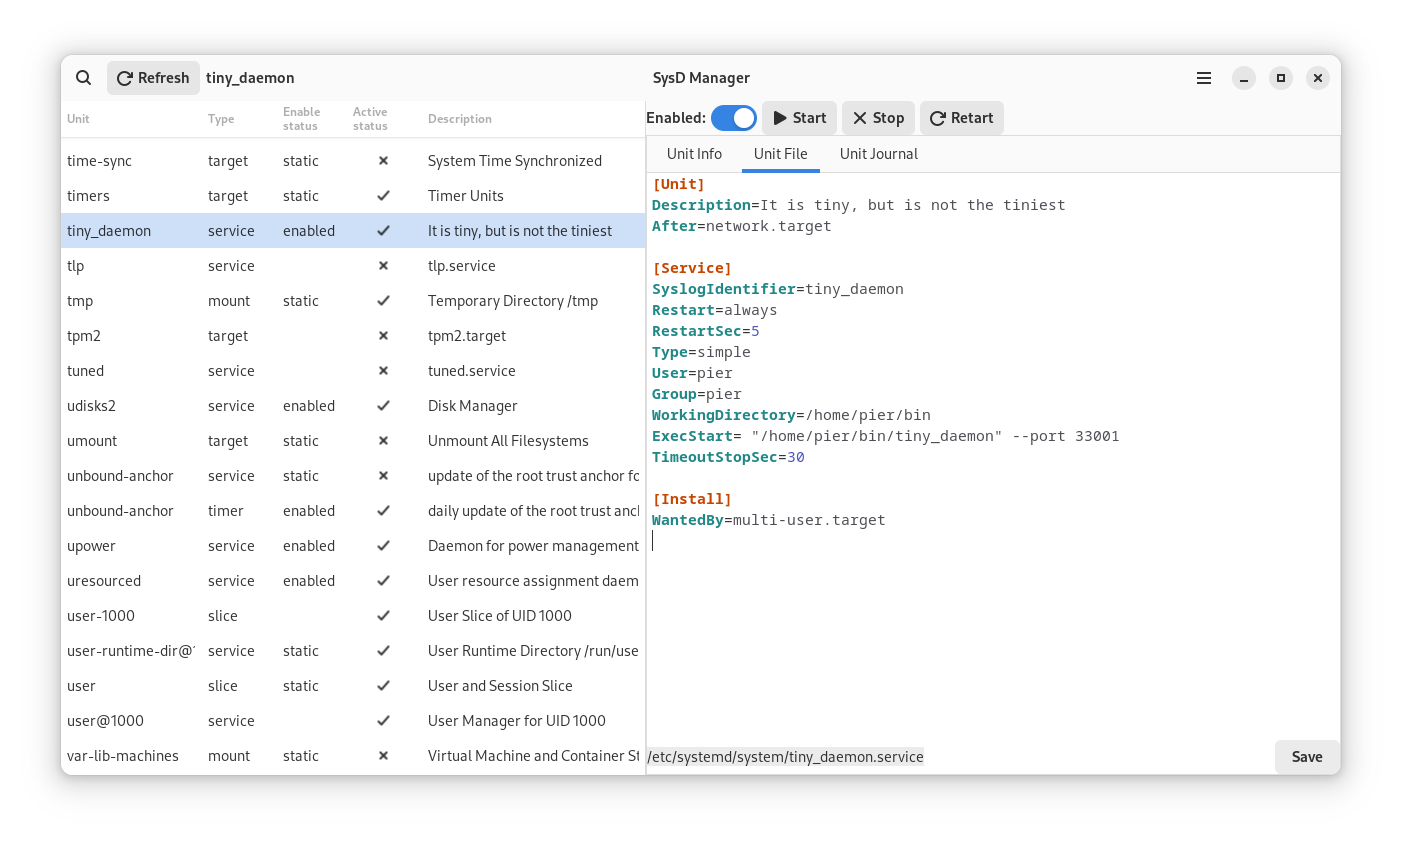 Refresh tiny_daemon SysD Manager
Enabled: Start Stop Retart
Unit Type Enable status Active status Description
Unit Info Unit File Unit Journal
time-sync target static System Time Synchronized
timers target static Timer Units
tiny_daemon service enabled It is tiny, but is not the tiniest
tlp service tlp.service
tmp mount static Temporary Directory /tmp
tpm2 target tpm2.target
tuned service tuned.service
udisks2 service enabled Disk Manager
umount target static Unmount All Filesystems
unbound-anchor service static update of the root trust anchor fo
unbound-anchor timer enabled daily update of the root trust anc
upower service enabled Daemon for power management
uresourced service enabled User resource assignment daem
user-1000 slice User Slice of UID 1000
user-runtime-dir@ service static User Runtime Directory /run/use
user slice static User and Session Slice
user@1000 service User Manager for UID 1000
var-lib-machines mount static Virtual Machine and Container St
[Unit]
Description=It is tiny, but is not the tiniest
After=network.target
[Service]
SyslogIdentifier=tiny_daemon
Restart=always
RestartSec=5
Type=simple
User=pier
Group=pier
WorkingDirectory=/home/pier/bin
ExecStart= "/home/pier/bin/tiny_daemon" --port 33001
TimeoutStopSec=30
[Install]
WantedBy=multi-user.target
/etc/systemd/system/tiny_daemon.service Save